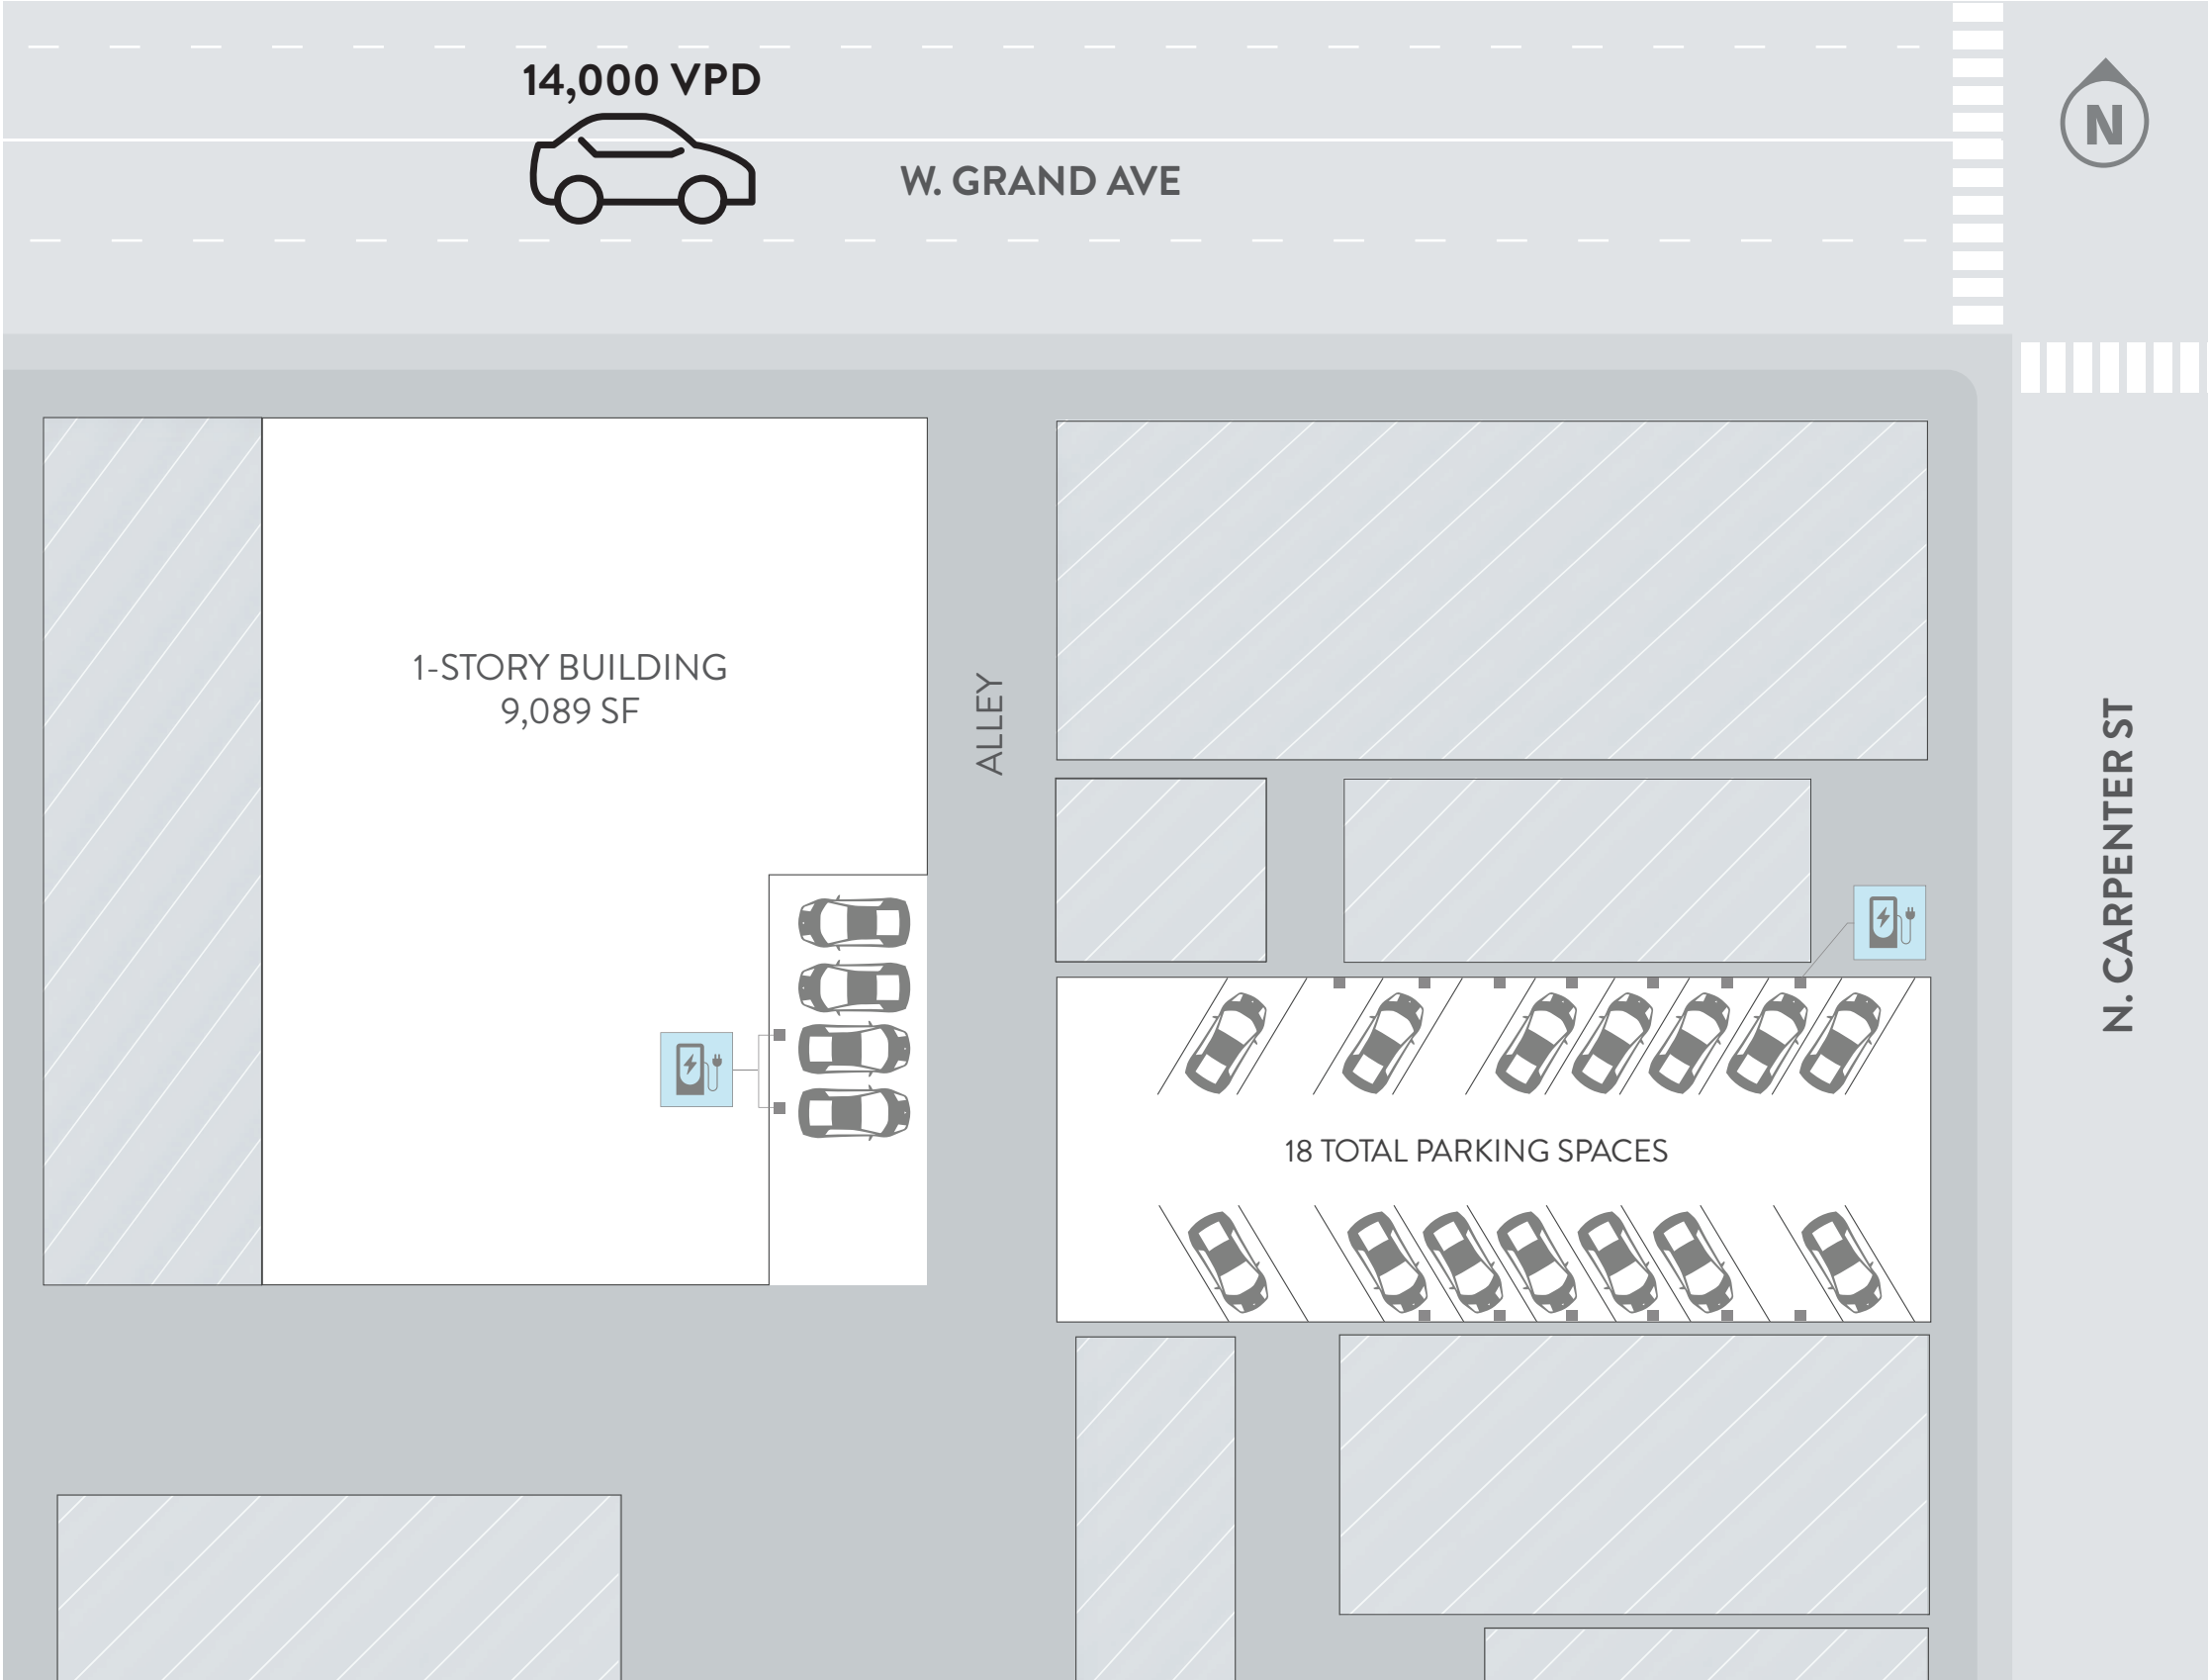 14,000 VPD
W. GRAND AVE
N
1-STORY BUILDING
9,089 SF
ALLEY
N. CARPENTER ST
18 TOTAL PARKING SPACES